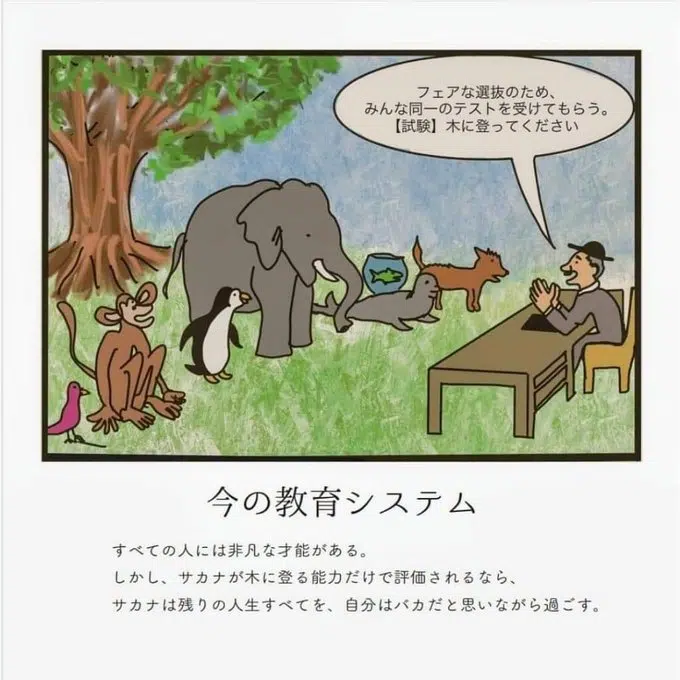 フェアな選抜のため、
みんな同一のテストを受けてもらう。
【試験】木に登ってください
今の教育システム
すべての人には非凡な才能がある。
しかし、サカナが木に登る能力だけで評価されるなら、
サカナは残りの人生すべてを、自分はバカだと思いながら過ごす。